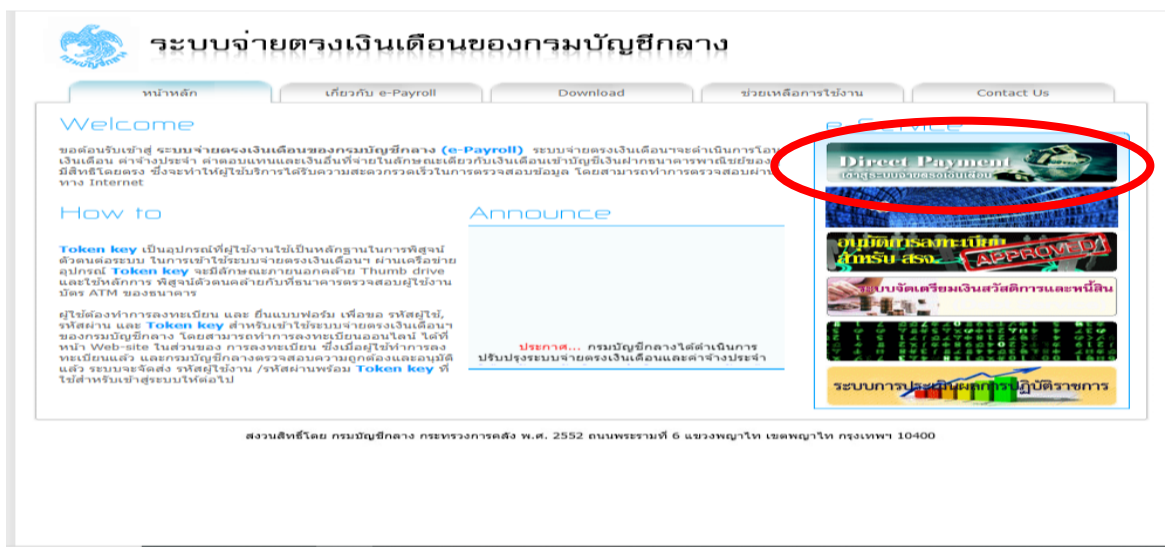 ระบบจ่ายตรงเงินเดือนของกรมบัญชีกลาง
กรมบัญชีกลาง
หน้าหลัก
เกี่ยวกับ e-Payroll
Download
ช่วยเหลือการใช้งาน
Contact Us
Welcome
ขอต้อนรับเข้าสู่ ระบบจ่ายตรงเงินเดือนของกรมบัญชีกลาง (e-Payroll) ระบบจ่ายตรงเงินเดือนฯจะดำเนินการโอน
เงินเดือน ค่าจ้างประจำ ค่าตอบแทนและเงินอื่นที่จ่ายในลักษณะเดียวกับเงินเดือนเข้าบัญชีเงินฝากธนาคารพาณิชย์ของ
มีสิทธิโดยตรง ซึ่งจะทำให้ผู้ใช้บริการได้รับความสะดวกรวดเร็วในการตรวจสอบข้อมูล โดยสามารถทำการตรวจสอบผ่าน
ทาง Internet
How to
Token key เป็นอุปกรณ์ที่ผู้ใช้งานใช้เป็นหลักฐานในการพิสูจน์
ตัวตนต่อระบบ ในการเข้าใช้ระบบจ่ายตรงเงินเดือนฯ ผ่านเครือข่าย
อุปกรณ์ Token key จะมีลักษณะภายนอกคล้าย Thumb drive
และใช้หลักการ พิสูจน์ตัวตนคล้ายกับที่ธนาคารตรวจสอบผู้ใช้งาน
บัตร ATM ของธนาคาร
ผู้ใช้ต้องทำการลงทะเบียน และ ยื่นแบบฟอร์ม เพื่อขอ รหัสผู้ใช้,
รหัสผ่าน และ Token key สำหรับเข้าใช้ระบบจ่ายตรงเงินเดือนฯ
ของกรมบัญชีกลาง โดยสามารถทำการลงทะเบียนออนไลน์ ได้ที่
หน้า Web-site ในส่วนของ การลงทะเบียน ซึ่งเมื่อผู้ใช้ทำการลง
ทะเบียนแล้ว และกรมบัญชีกลางตรวจสอบความถูกต้องและอนุมัติ
แล้ว ระบบจะจัดส่ง รหัสผู้ใช้งาน /รหัสผ่านพร้อม Token key ที่
ใช้สำหรับเข้าสู่ระบบให้ต่อไป
Announce
ประกาศ... กรมบัญชีกลางได้ดำเนินการ
ปรับปรุงระบบจ่ายตรงเงินเดือนและค่าจ้างประจำ
e-Service
Direct Payment
เข้าสู่ระบบจ่ายตรงเงินเดือน
อนุมัติการลงทะเบียน
สำหรับ สรจ.
APPROVED!
ระบบจัดเตรียมเงินสวัสดิการและหนี้สิน
ระบบการประเมินผลการปฏิบัติราชการ
สงวนสิทธิ์โดย กรมบัญชีกลาง กระทรวงการคลัง พ.ศ. 2552 ถนนพระรามที่ 6 แขวงพญาไท เขตพญาไท กรุงเทพฯ 10400